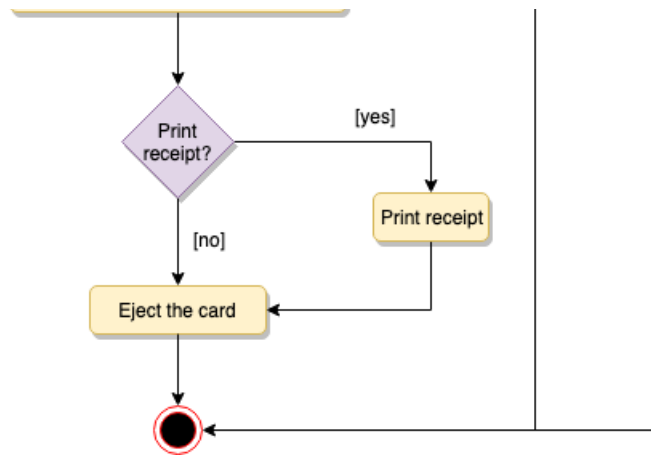 [yes]
Print
receipt?
Print receipt
[no]
Eject the card